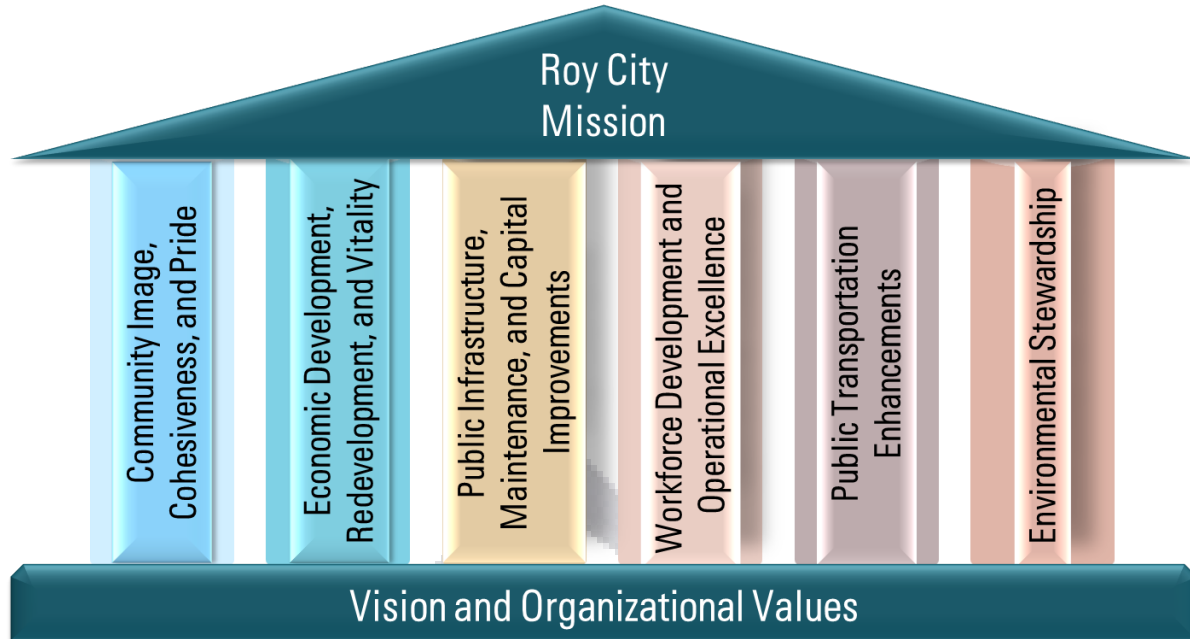 Roy City
Mission
Community Image,
Cohesiveness, and Pride
Economic Development,
Redevelopment, and Vitality
Public Infrastructure,
Maintenance, and Capital
Improvements
Workforce Development and
Operational Excellence
Public Transportation
Enhancements
Environmental Stewardship
Vision and Organizational Values